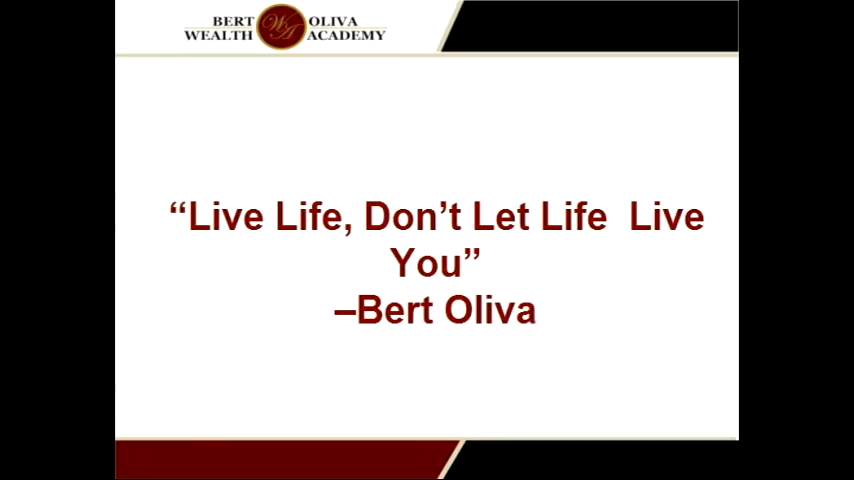 BERT OLIVA
WEALTH ACADEMY
WA
“Live Life, Don’t Let Life  Live
You”
–Bert Oliva